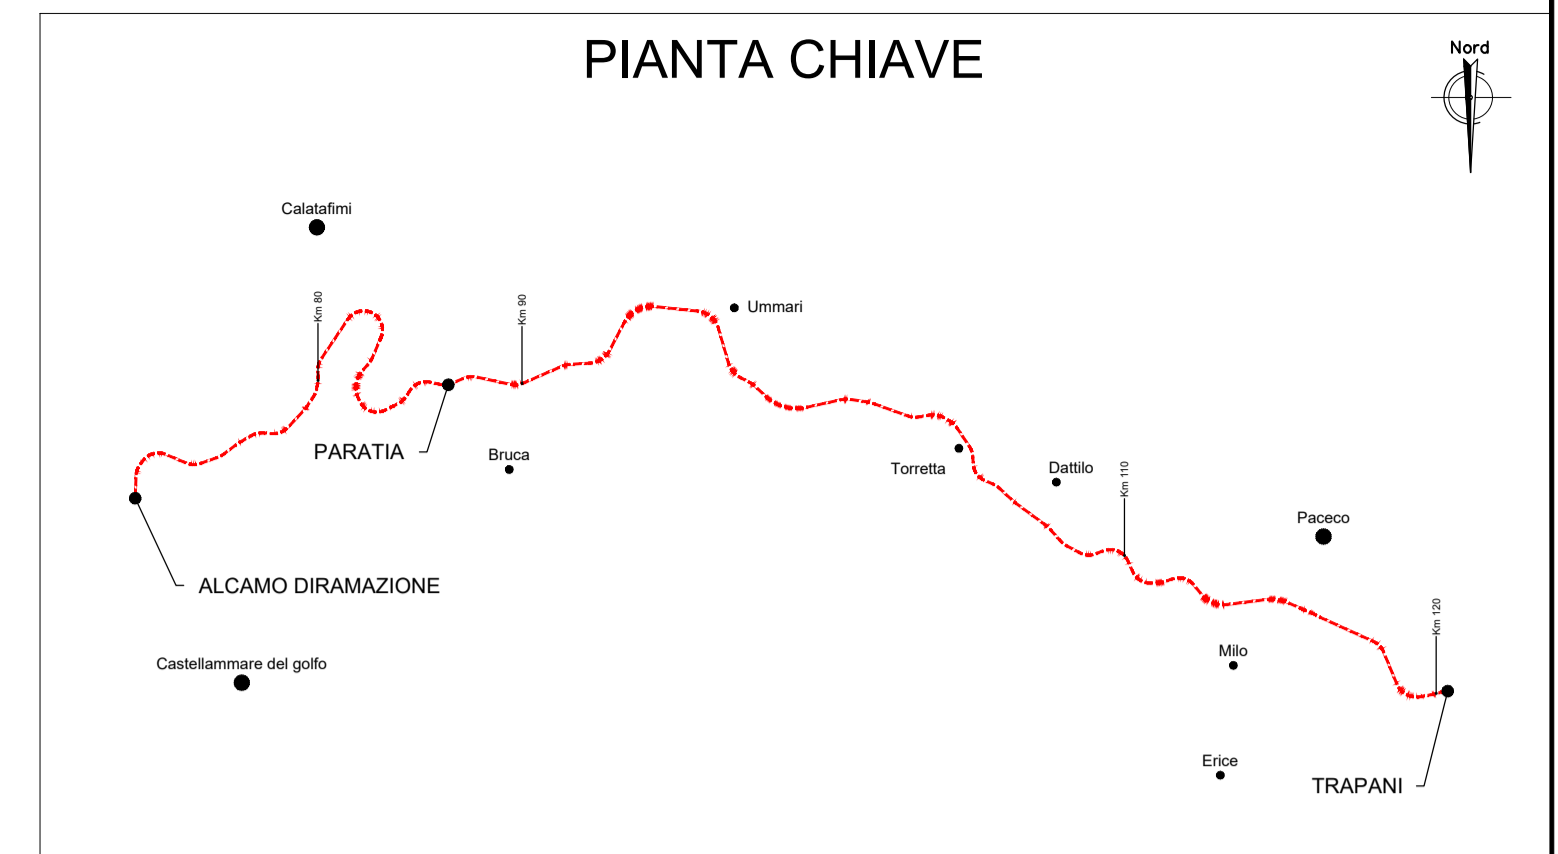 PIANTA CHIAVE
Nord
Calatafimi
Km 80
Km 90
Ummari
PARATIA
Bruca
Torretta
Dattilo
Km 110
Paceco
ALCAMO DIRAMAZIONE
Km 120
Milo
Castellammare del golfo
Erice
TRAPANI